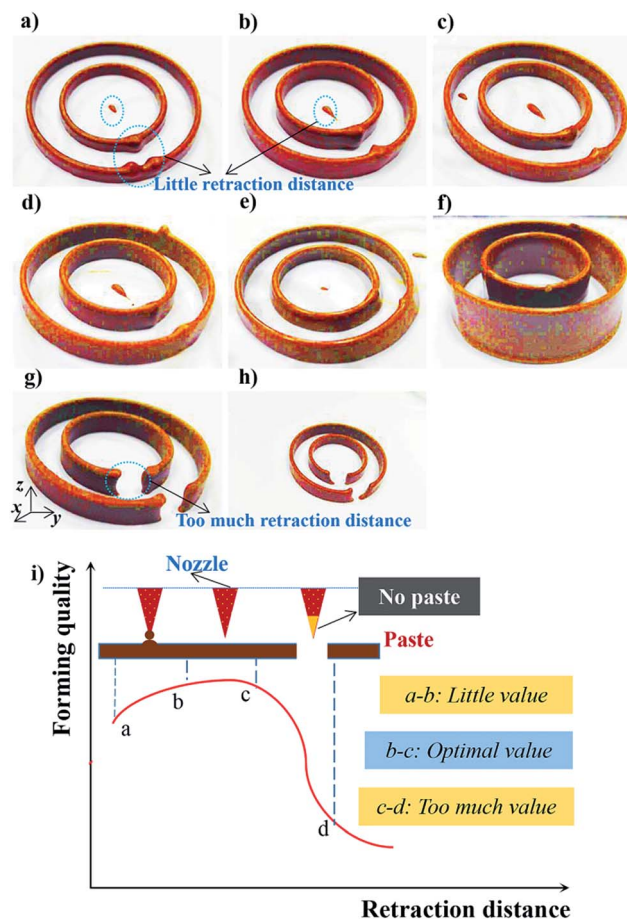 a)
b)
c)
Little retraction distance
d)
e)
f)
g)
h)
z
x
y
Too much retraction distance
i)
Nozzle
No paste
Paste
Forming quality
a
b
c
d
a-b: Little value
b-c: Optimal value
c-d: Too much value
Retraction distance